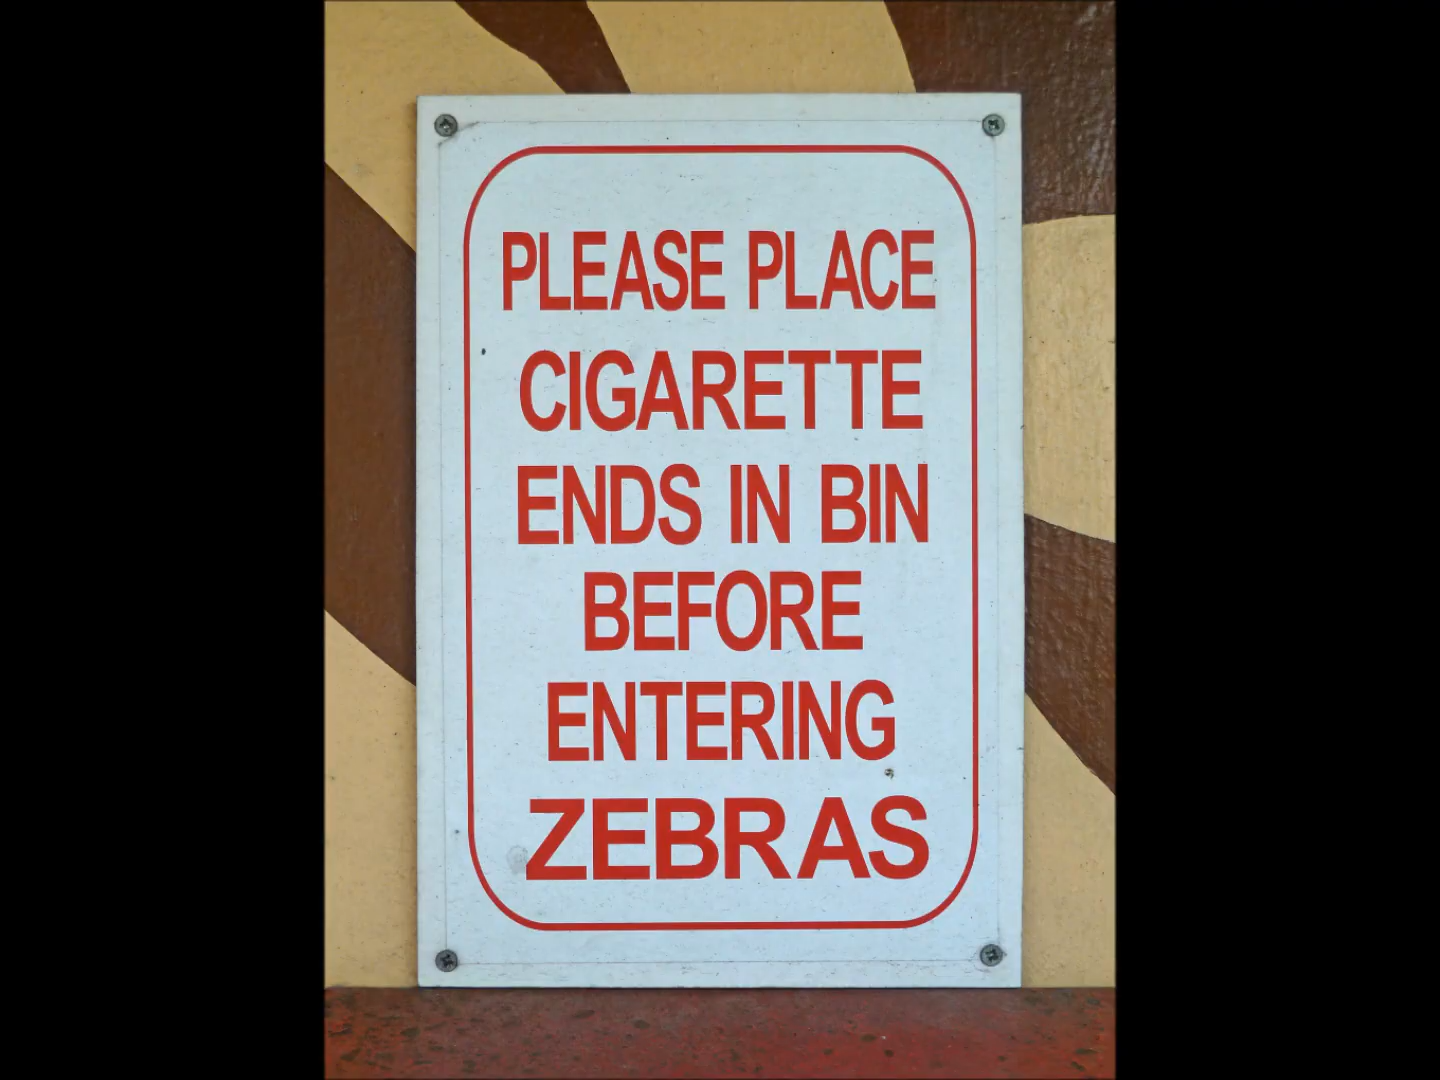 PLEASE PLACE
CIGARETTE
ENDS IN BIN
BEFORE
ENTERING
ZEBRAS